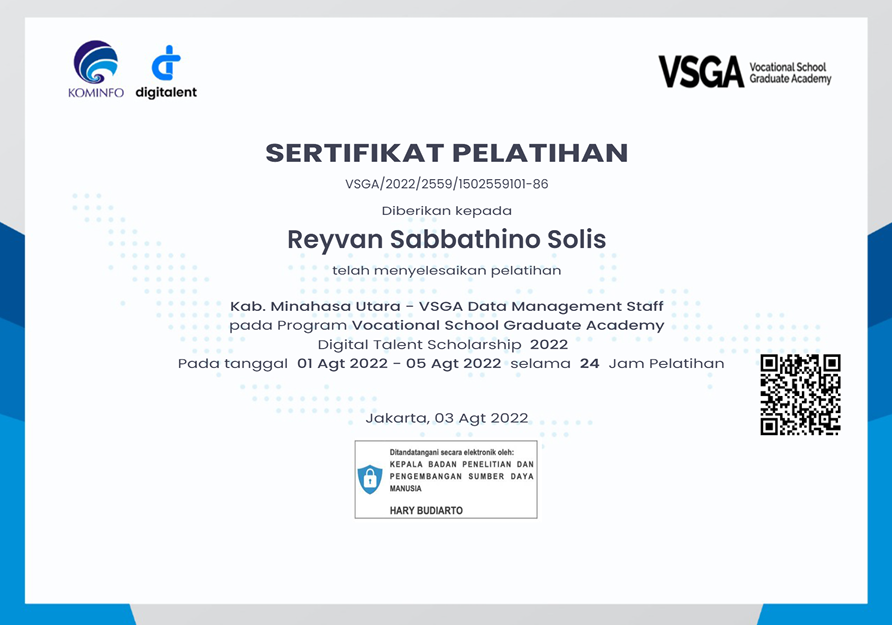 KOMINFO
digitalent
VSGA Vocational School
Graduate Academy
SERTIFIKAT PELATIHAN
VSGA/2022/2559/1502559101-86
Diberikan kepada
Reyvan Sabbathino Solis
telah menyelesaikan pelatihan
Kab. Minahasa Utara - VSGA Data Management Staff
pada Program Vocational School Graduate Academy
Digital Talent Scholarship 2022
Pada tanggal 01 Agt 2022 - 05 Agt 2022 selama 24 Jam Pelatihan
Jakarta, 03 Agt 2022
Ditandatangani secara elektronik oleh:
KEPALA BADAN PENELITIAN DAN
PENGEMBANGAN SUMBER DAYA
MANUSIA
HARY BUDIARTO